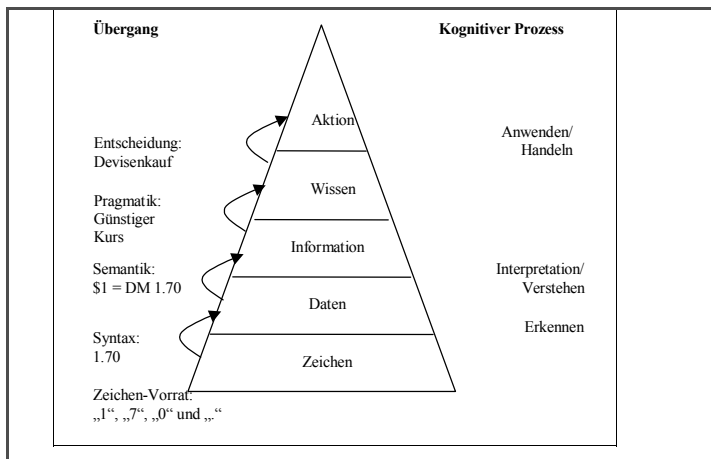 Übergang
Kognitiver Prozess
Aktion
Anwenden/
Handeln
Entscheidung:
Devisenkauf
Wissen
Pragmatik:
Günstiger
Kurs
Information
Semantik:
$1 = DM 1.70
Interpretation/
Verstehen
Daten
Erkennen
Syntax:
1.70
Zeichen
Zeichen-Vorrat:
„1“, „7“, „0“ und „.“